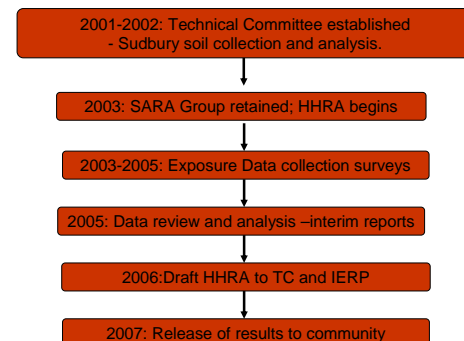 2001-2002: Technical Committee established
- Sudbury soil collection and analysis.
2003: SARA Group retained; HHRA begins
2003-2005: Exposure Data collection surveys
2005: Data review and analysis –interim reports
2006:Draft HHRA to TC and IERP
2007: Release of results to community